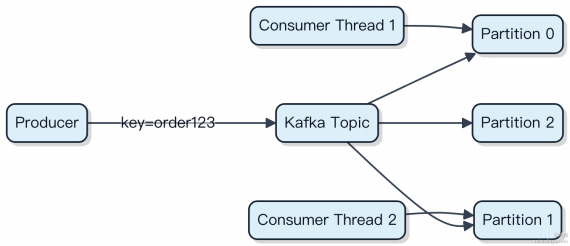 Consumer Thread 1
Partition 0
Producer
key=order123
Kafka Topic
Partition 2
Consumer Thread 2
Partition 1